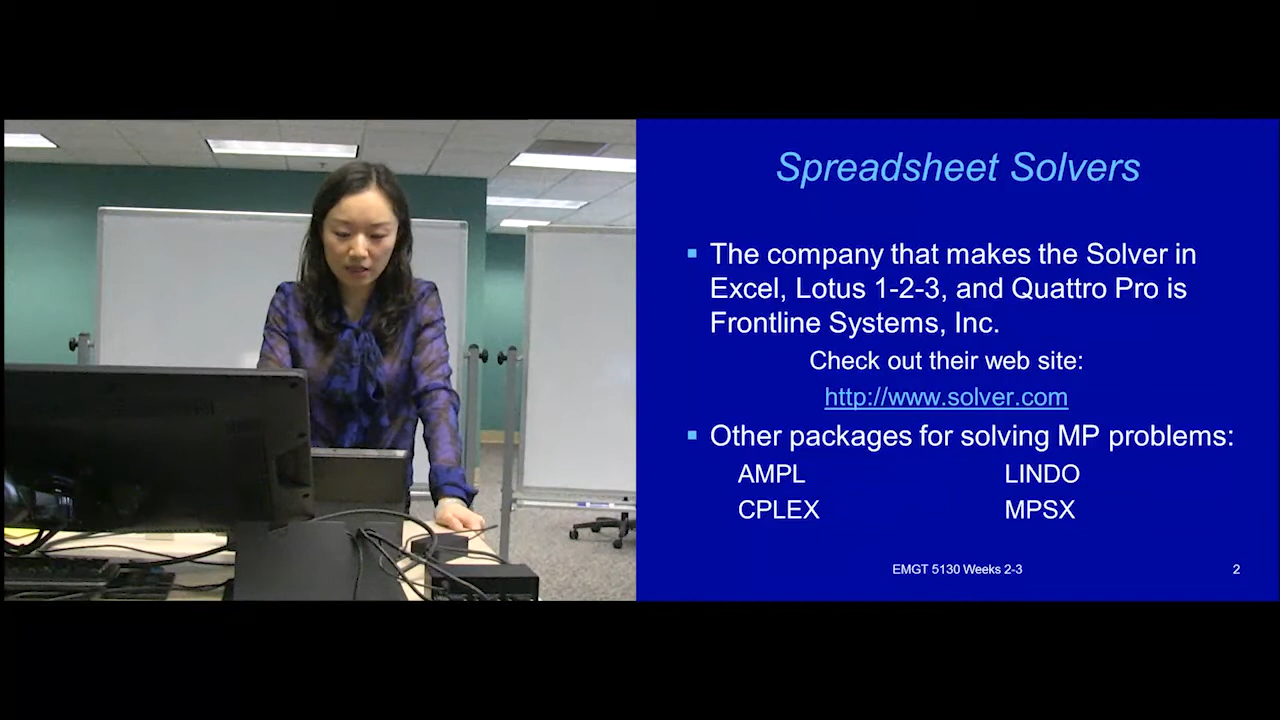 Spreadsheet Solvers
▪ The company that makes the Solver in
Excel, Lotus 1-2-3, and Quattro Pro is
Frontline Systems, Inc.
Check out their web site:
http://www.solver.com
▪ Other packages for solving MP problems:
AMPL LINDO
CPLEX MPSX
EMGT 5130 Weeks 2-3 2